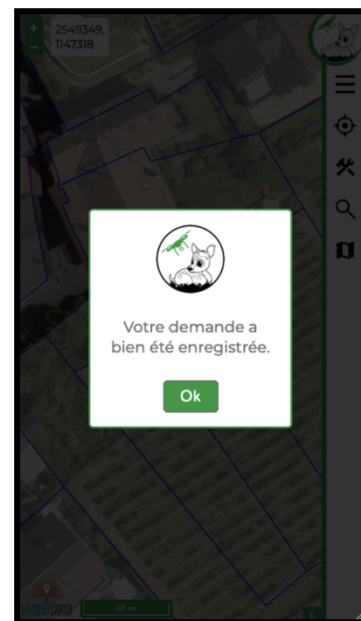 +
-
2549349,
1147318
Votre demande a
bien été enregistrée.
Ok
10 m